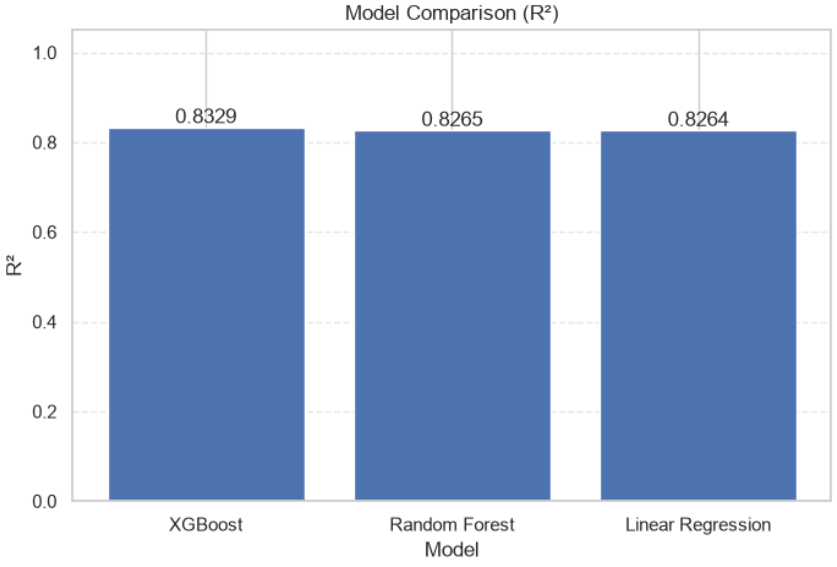 Model Comparison (R²)
1.0
0.8
0.6
0.4
0.2
0.0
R²
0.8329
0.8265
0.8264
XGBoost
Random Forest
Linear Regression
Model